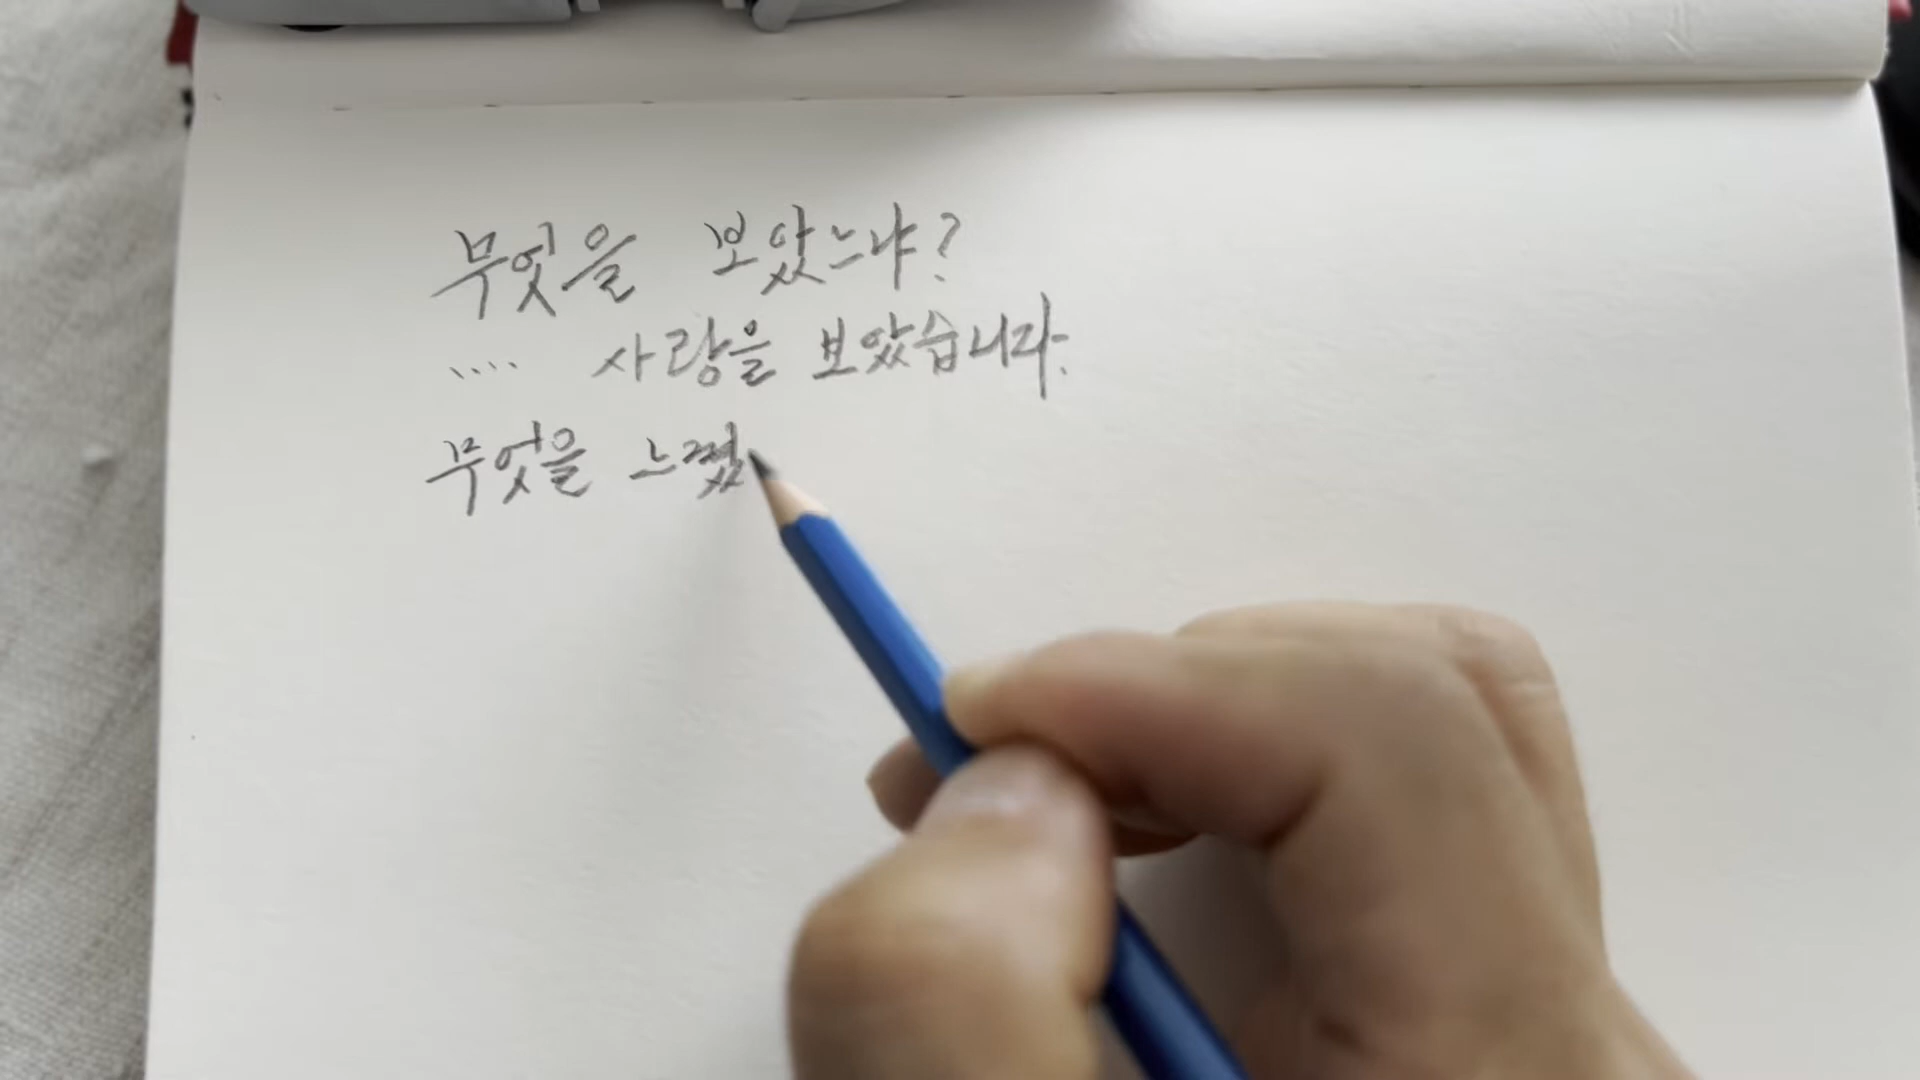 무엇을 보았느냐?
.... 사랑을 보았습니다.
무엇을 느꼈